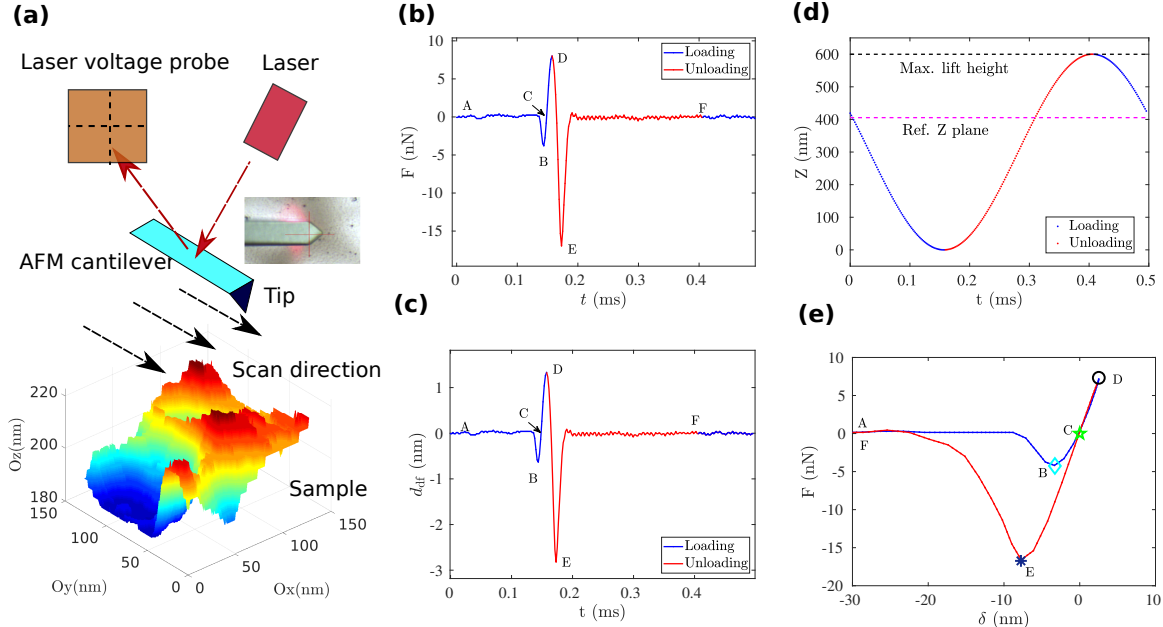 (a)
Laser voltage probe
Laser
AFM cantilever
Tip
Scan direction
Sample
Oz(nm)
220
200
180
150
100
50
0
Oy(nm)
0
50
100
150
Ox(nm)
(b)
F (nN)
10
5
0
-5
-10
-15
0
0.1
0.2
0.3
0.4
t (ms)
Loading
Unloading
A
B
C
D
E
F
(c)
d_df (nm)
1
0
-1
-2
-3
0
0.1
0.2
0.3
0.4
t (ms)
Loading
Unloading
A
B
C
D
E
F
(d)
Z (nm)
600
500
400
300
200
100
0
0
0.1
0.2
0.3
0.4
0.5
t (ms)
Max. lift height
Ref. Z plane
Loading
Unloading
(e)
F (nN)
10
5
0
-5
-10
-15
-20
-30
-20
-10
0
10
δ (nm)
A
F
B
C
D
E